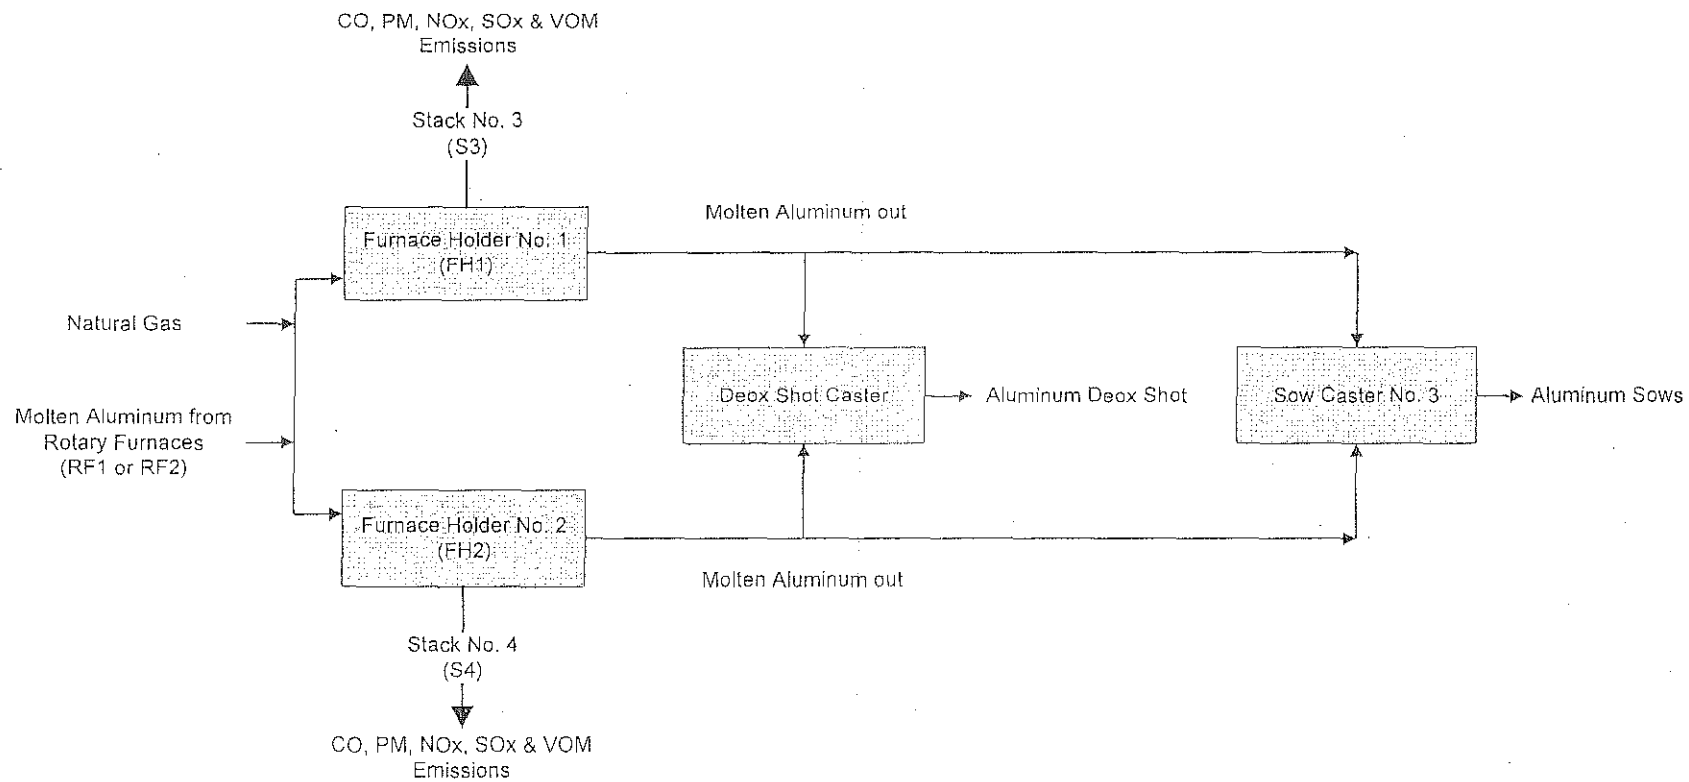 CO, PM, NOx, SOx & VOM
Emissions
Stack No. 3
(S3)
Molten Aluminum out
Furnace Holder No. 1
(FH1)
Natural Gas
Deox Shot Caster
Aluminum Deox Shot
Sow Caster No. 3
Aluminum Sows
Molten Aluminum from
Rotary Furnaces
(RF1 or RF2)
Furnace Holder No. 2
(FH2)
Molten Aluminum out
Stack No. 4
(S4)
CO, PM, NOx, SOx & VOM
Emissions